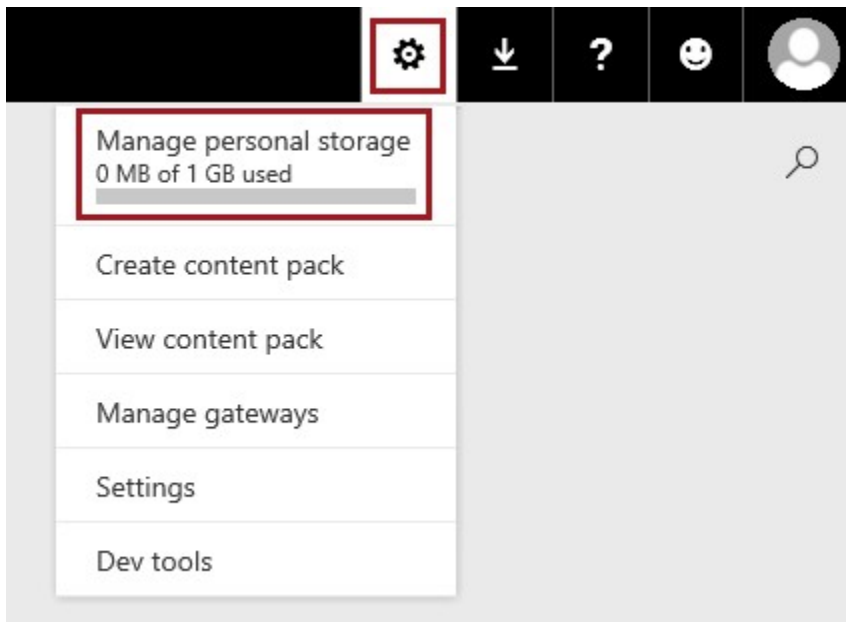 ?
Manage personal storage
0 MB of 1 GB used
Create content pack
View content pack
Manage gateways
Settings
Dev tools